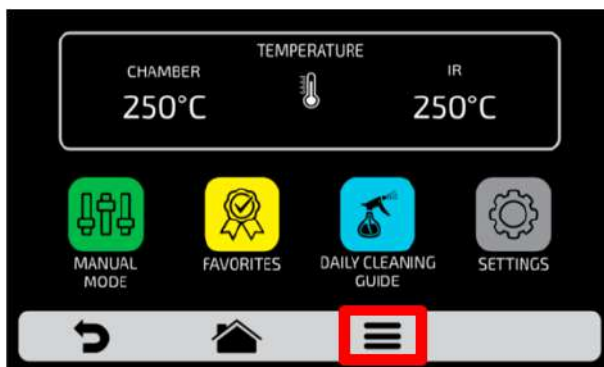 TEMPERATURE
CHAMBER
IR
250°C
250°C
MANUAL
MODE
FAVORITES
DAILY CLEANING
GUIDE
SETTINGS